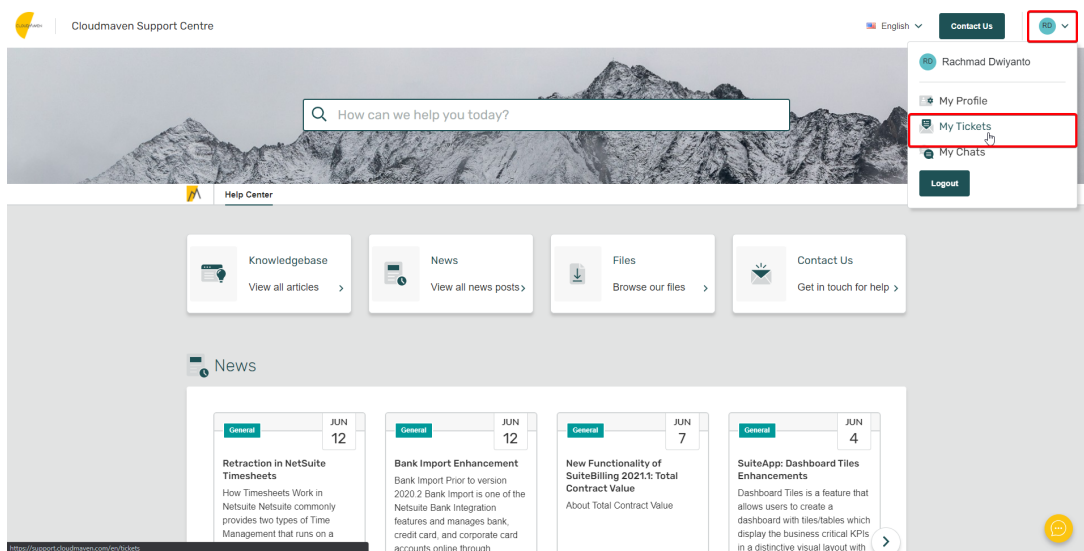 CLOUDMAVEN
Cloudmaven Support Centre
English
Contact Us
RD
RD
Rachmad Dwiyanto
My Profile
My Tickets
My Chats
Logout
How can we help you today?
Help Center
Knowledgebase
View all articles
News
View all news posts
Files
Browse our files
Contact Us
Get in touch for help
News
General
JUN
12
Retraction in NetSuite
Timesheets
How Timesheets Work in
Netsuite Netsuite commonly
provides two types of Time
Management that runs on a
General
JUN
12
Bank Import Enhancement
Bank Import Prior to version
2020.2 Bank Import is one of the
Netsuite Bank Integration
features and manages bank,
credit card, and corporate card
accounts online through
General
JUN
7
New Functionality of
SuiteBilling 2021.1: Total
Contract Value
About Total Contract Value
General
JUN
4
SuiteApp: Dashboard Tiles
Enhancements
Dashboard Tiles is a feature that
allows users to create a
dashboard with tiles/tables which
display the business critical KPIs
in a distinctive visual layout with
https://support.cloudmaven.com/en/tickets